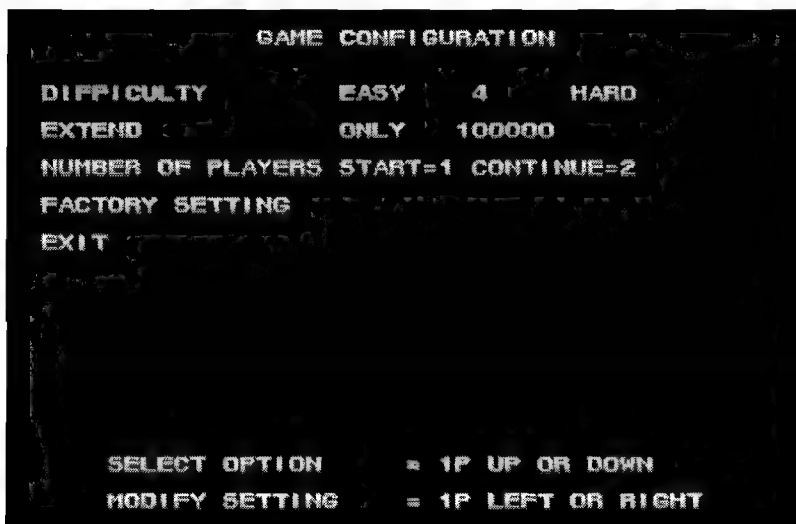 GAME CONFIGURATION
DIFFICULTY EASY 4 HARD
EXTEND ONLY 100000
NUMBER OF PLAYERS START=1 CONTINUE=2
FACTORY SETTING
EXIT
SELECT OPTION = 1P UP OR DOWN
MODIFY SETTING = 1P LEFT OR RIGHT